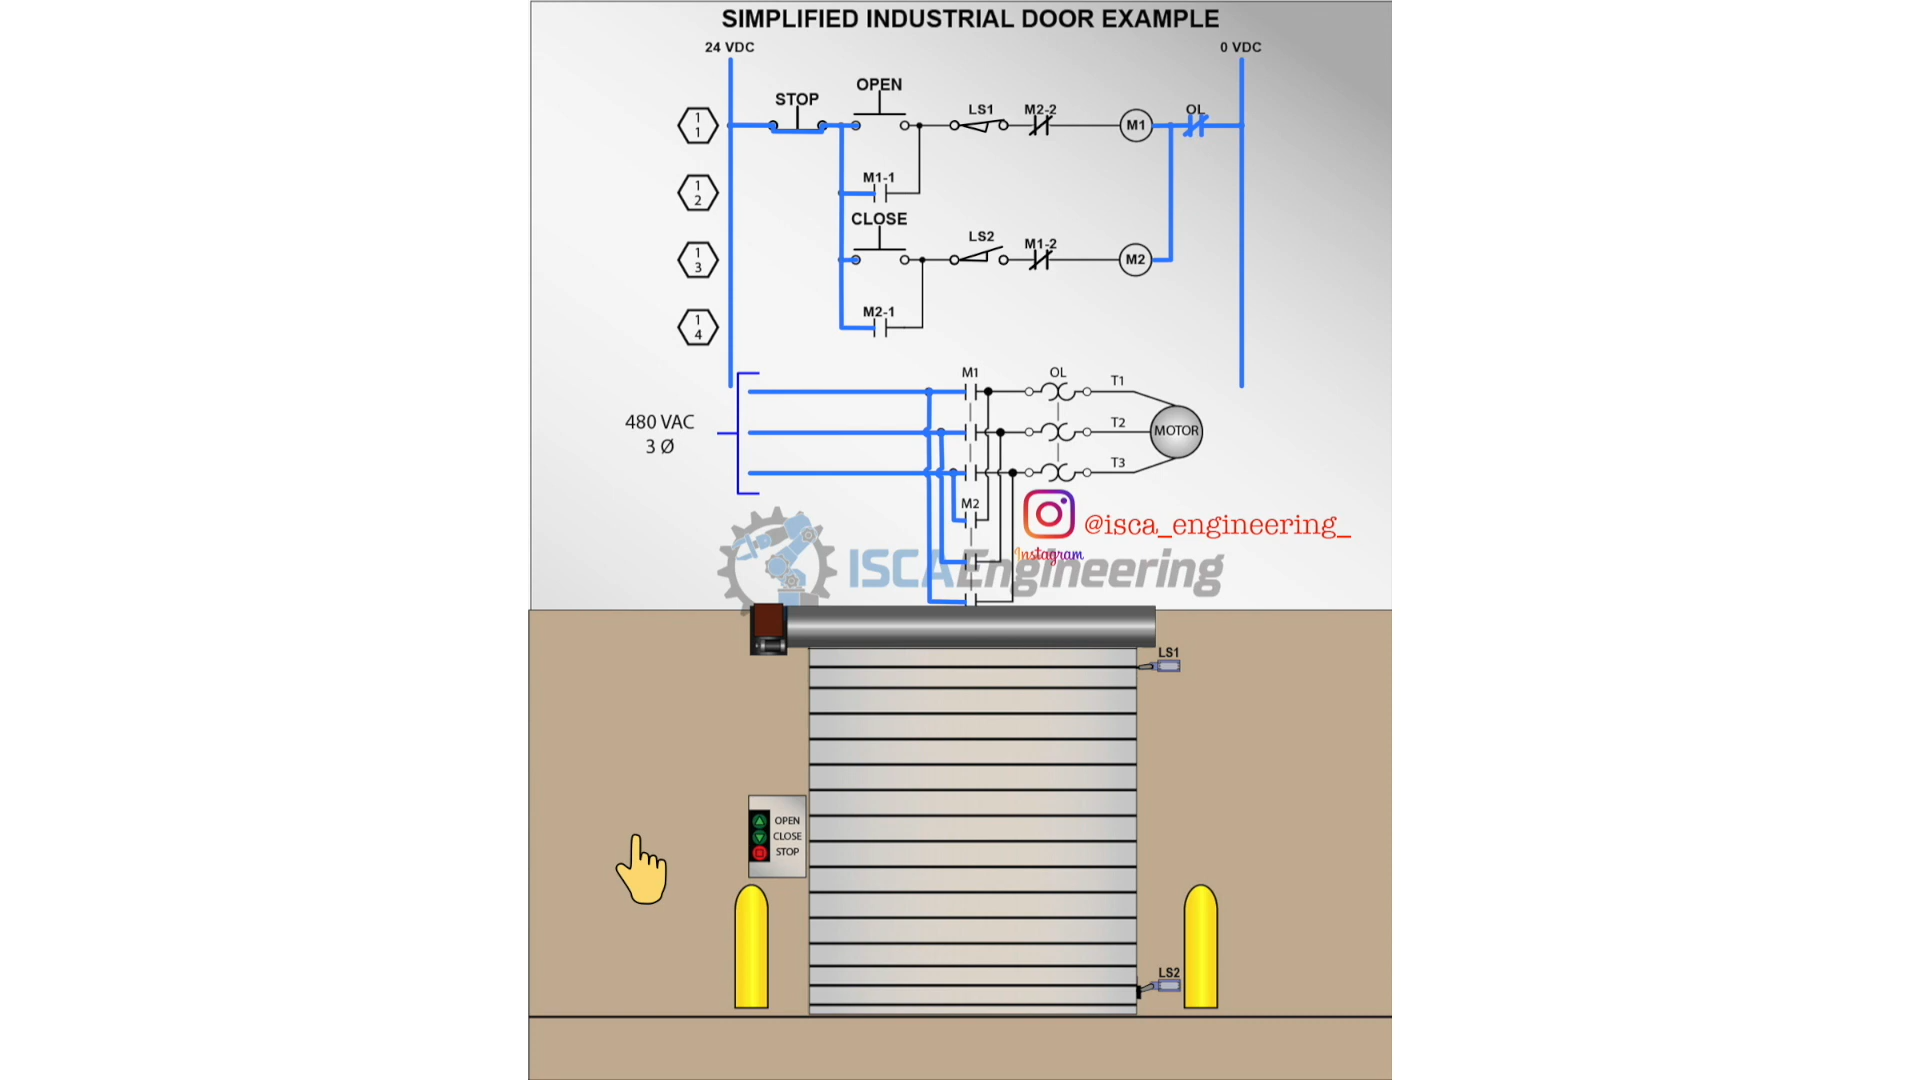 SIMPLIFIED INDUSTRIAL DOOR EXAMPLE
24 VDC
0 VDC
OPEN
STOP
LS1
M2-2
OL
1
1
M1
M1-1
1
2
CLOSE
LS2
M1-2
1
3
M2
M2-1
1
4
M1
OL
T1
480 VAC
3 Ø
T2
MOTOR
T3
M2
@isca_engineering_
Instagram
ISCAEngineering
LS1
OPEN
CLOSE
STOP
LS2